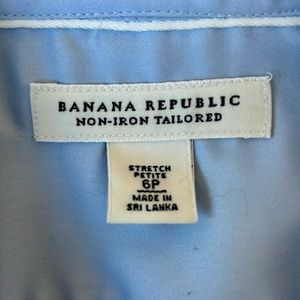 BANANA REPUBLIC
NON-IRON TAILORED
STRETCH
PETITE
6P
MADE IN
SRI LANKA